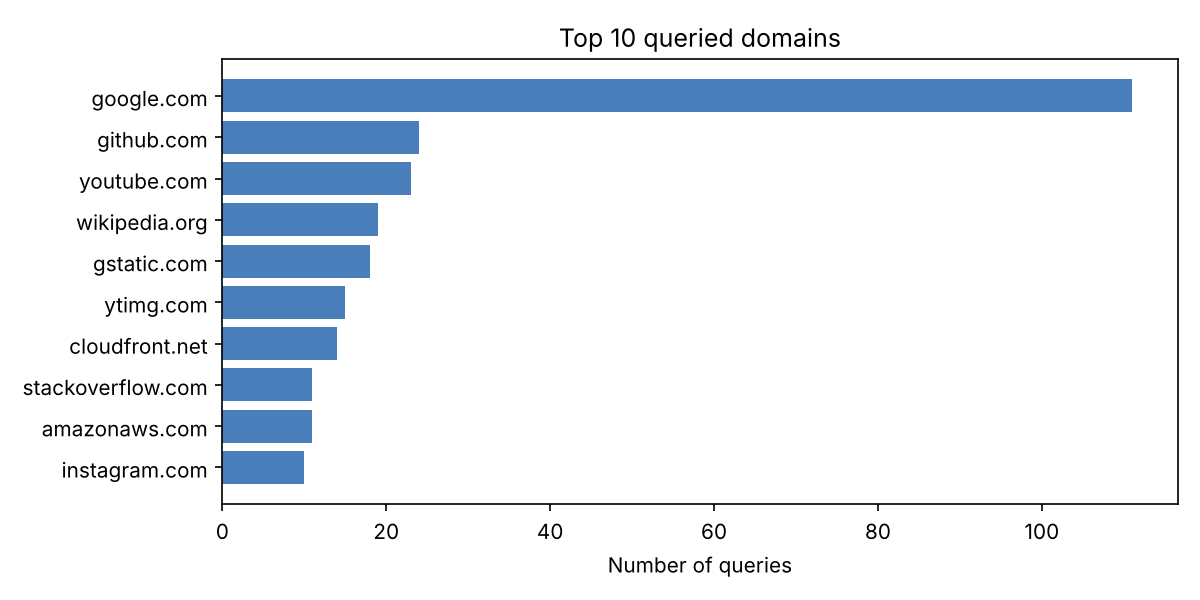 Top 10 queried domains
google.com
github.com
youtube.com
wikipedia.org
gstatic.com
ytimg.com
cloudfront.net
stackoverflow.com
amazonaws.com
instagram.com
0 20 40 60 80 100
Number of queries